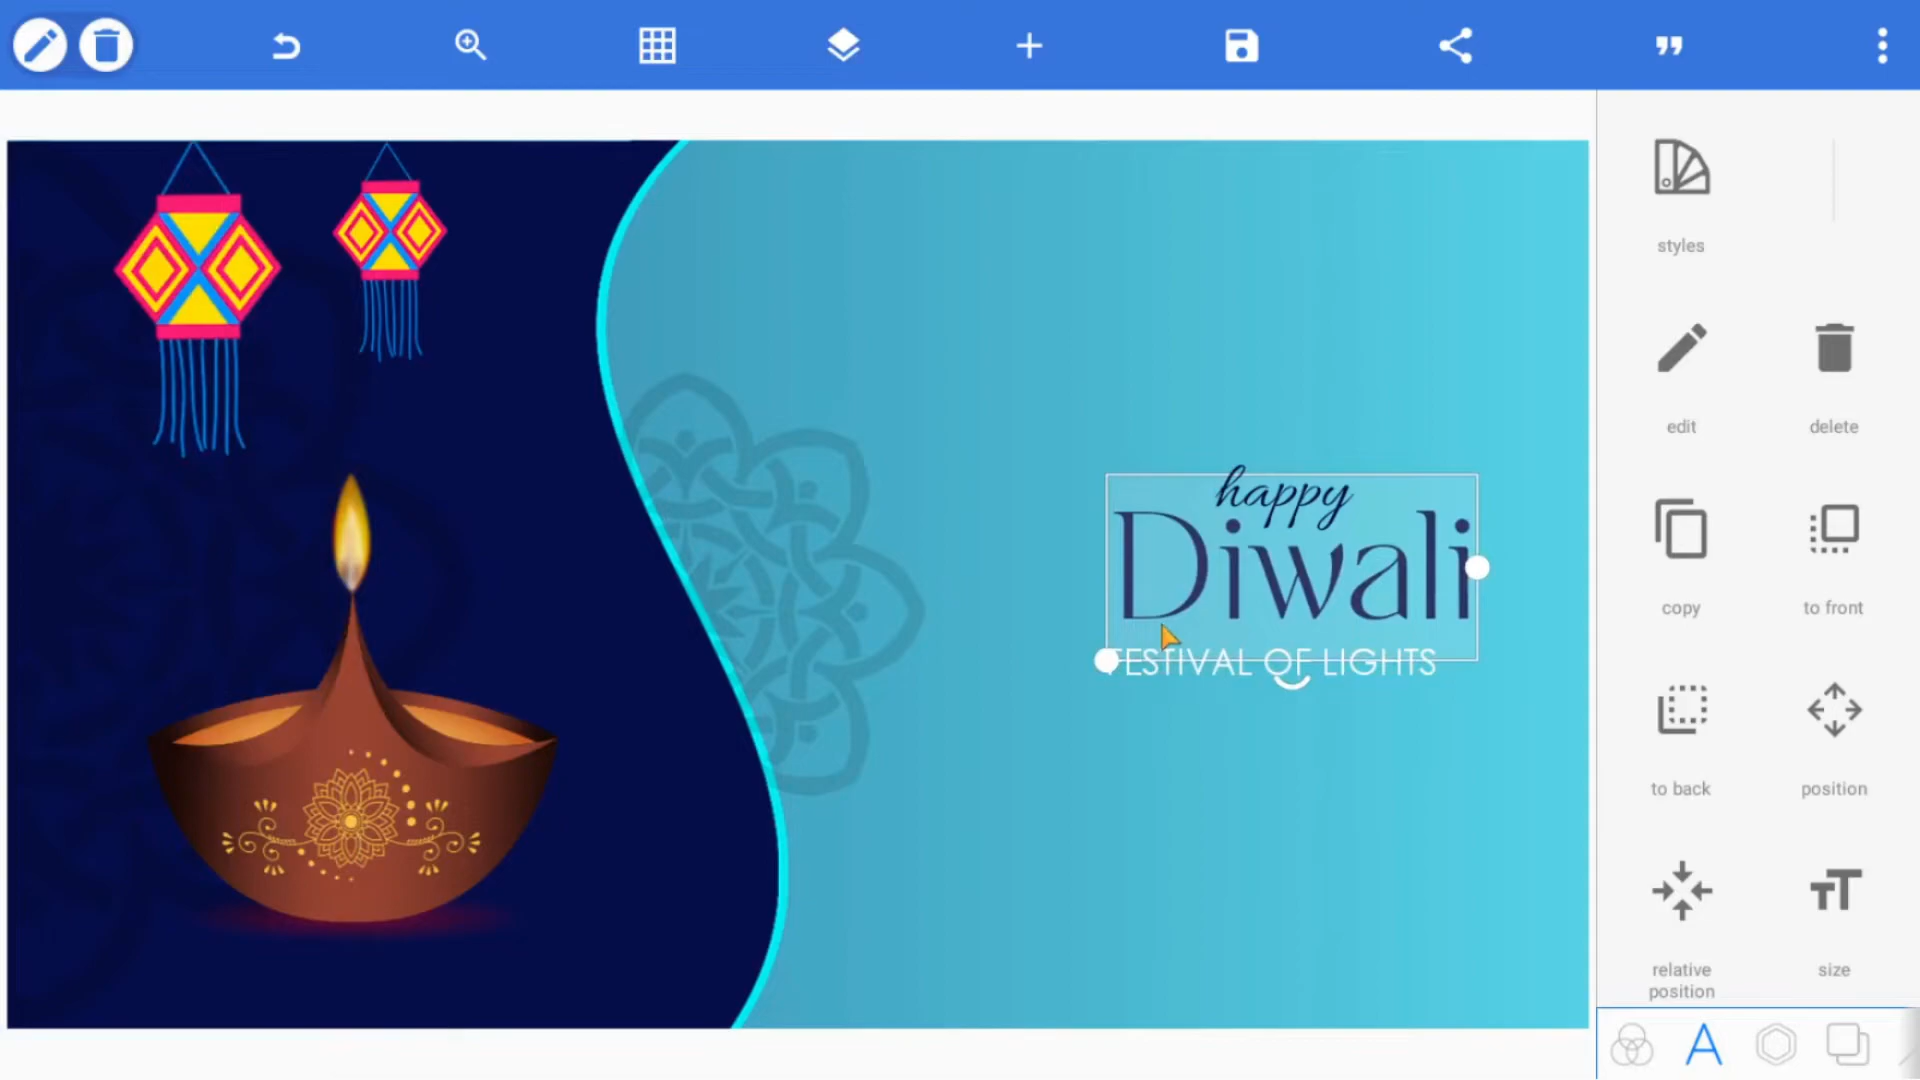 styles
edit
delete
happy
Diwali
FESTIVAL OF LIGHTS
copy
to front
to back
position
relative
position
size